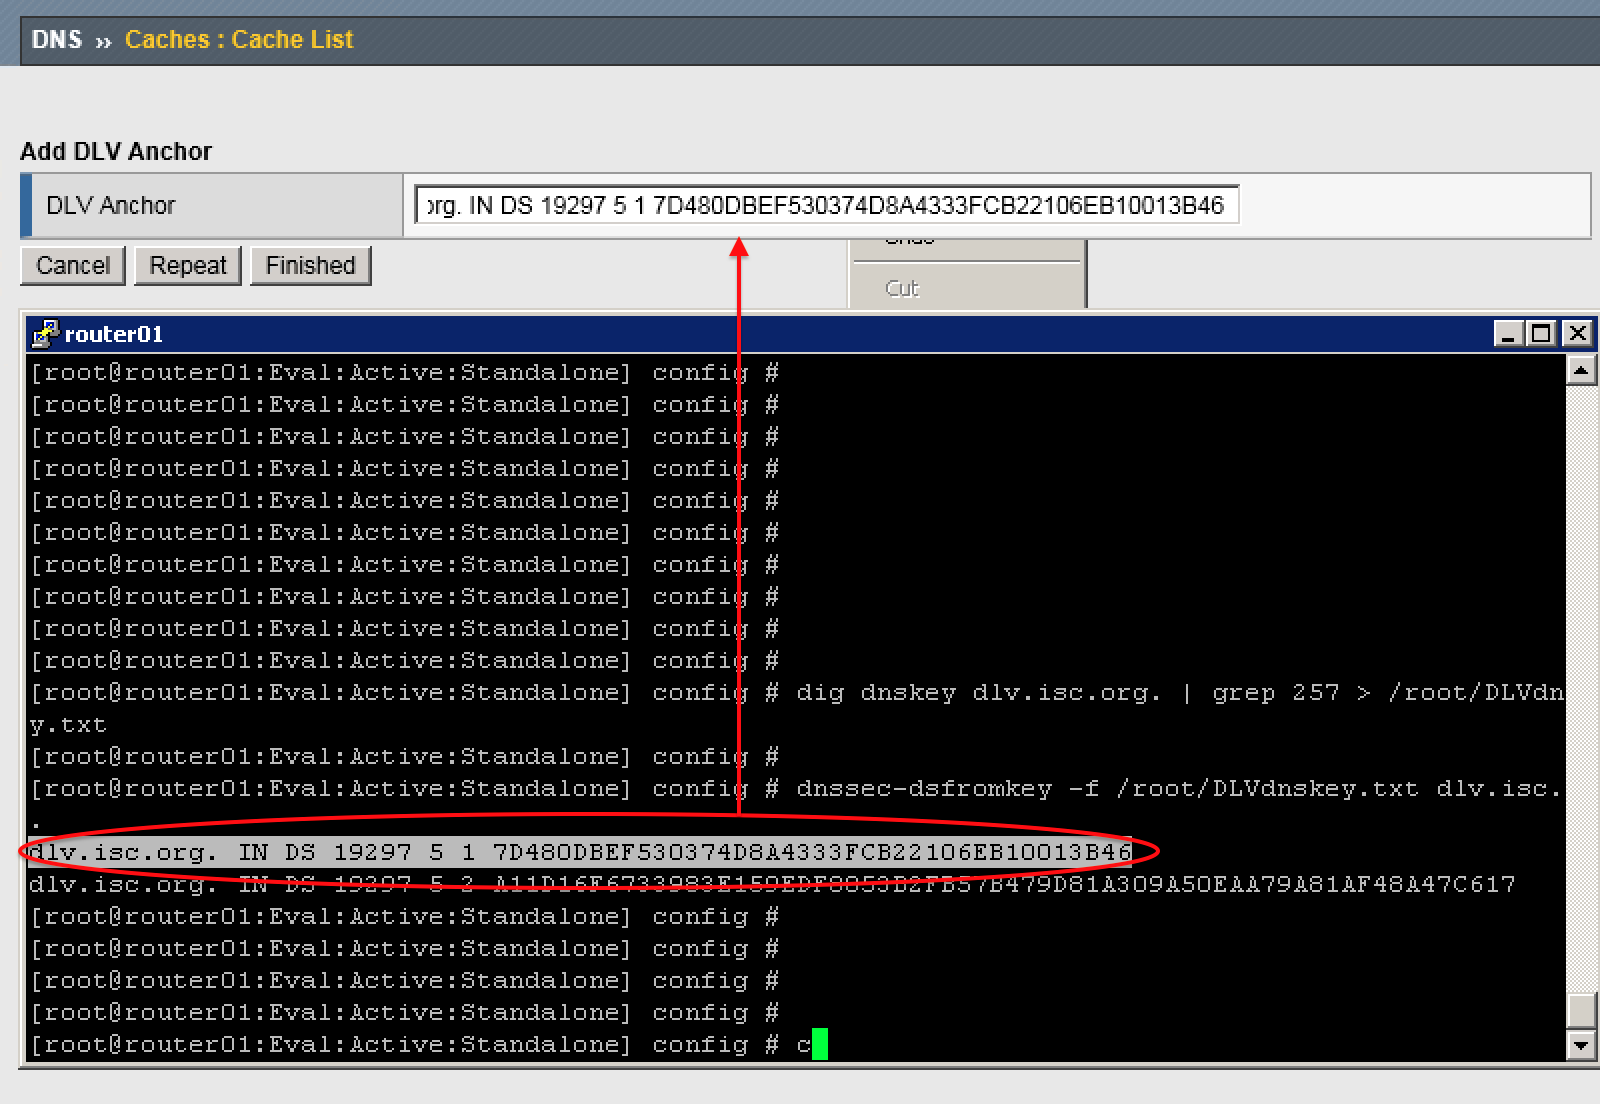 DNS » Caches : Cache List
Add DLV Anchor
DLV Anchor
org. IN DS 19297 5 1 7D480DBEF530374D8A4333FCB22106EB10013B46
Cancel Repeat Finished
Undo
Cut
router01
[root@router01:Eval:Active:Standalone] config #
[root@router01:Eval:Active:Standalone] config #
[root@router01:Eval:Active:Standalone] config #
[root@router01:Eval:Active:Standalone] config #
[root@router01:Eval:Active:Standalone] config #
[root@router01:Eval:Active:Standalone] config #
[root@router01:Eval:Active:Standalone] config #
[root@router01:Eval:Active:Standalone] config #
[root@router01:Eval:Active:Standalone] config #
[root@router01:Eval:Active:Standalone] config #
[root@router01:Eval:Active:Standalone] config # dig dnskey dlv.isc.org. | grep 257 > /root/DLVdn
y.txt
[root@router01:Eval:Active:Standalone] config #
[root@router01:Eval:Active:Standalone] config # dnssec-dsfromkey -f /root/DLVdnskey.txt dlv.isc.
.
dlv.isc.org. IN DS 19297 5 1 7D480DBEF530374D8A4333FCB22106EB10013B46
dlv.isc.org. IN DS 19297 5 2 A11D16F6733983E159EDF8053B2FB57B479D81A309A50EAA79A81AF48A47C617
[root@router01:Eval:Active:Standalone] config #
[root@router01:Eval:Active:Standalone] config #
[root@router01:Eval:Active:Standalone] config #
[root@router01:Eval:Active:Standalone] config #
[root@router01:Eval:Active:Standalone] config # c